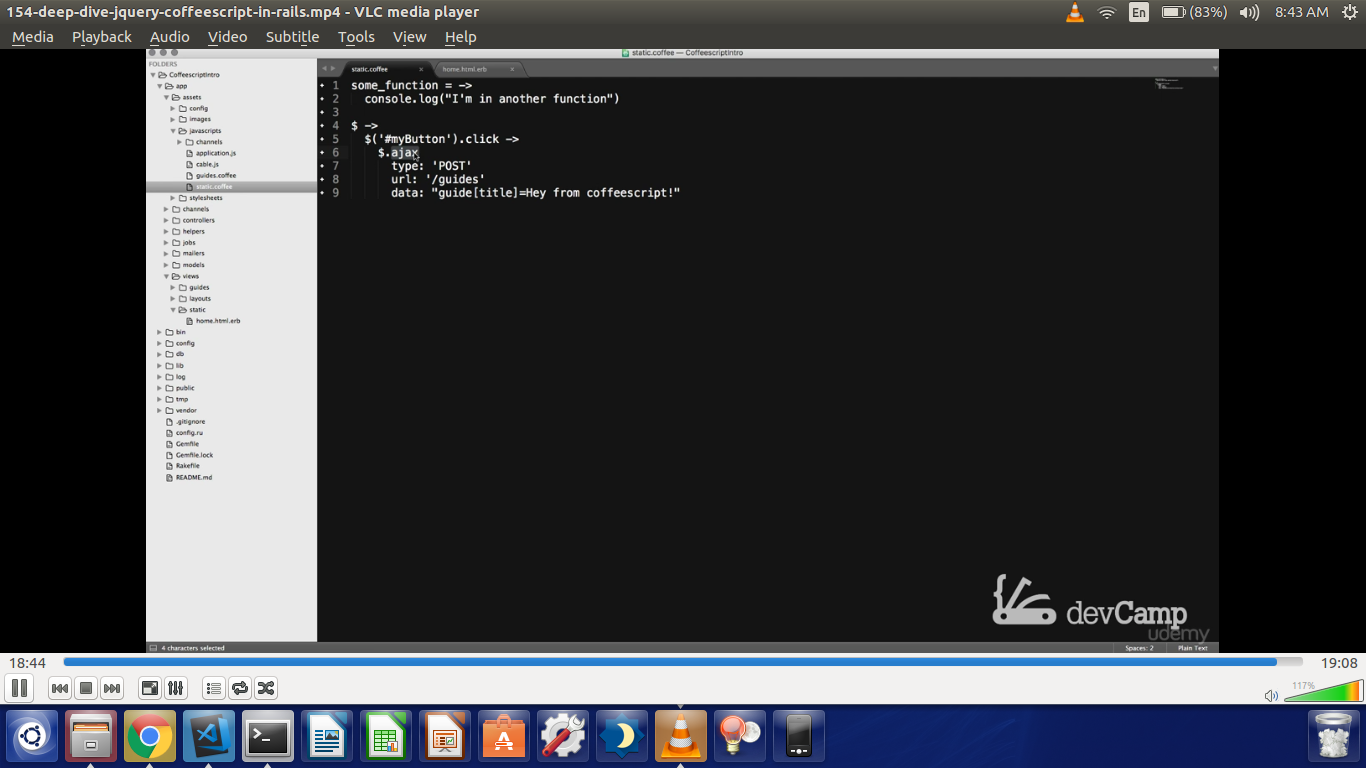 154-deep-dive-jquery-coffeescript-in-rails.mp4 - VLC media player
En
(83%)
8:43 AM
Media Playback Audio Video Subtitle Tools View Help
static.coffee — CoffeescriptIntro
FOLDERS
CoffeescriptIntro
app
assets
config
images
javascripts
channels
application.js
cable.js
guides.coffee
static.coffee
stylesheets
channels
controllers
helpers
jobs
mailers
models
views
guides
layouts
static
home.html.erb
bin
config
db
lib
log
public
tmp
vendor
.gitignore
config.ru
Gemfile
Gemfile.lock
Rakefile
README.md
static.coffee × home.html.erb ×
1 some_function = ->
2 console.log("I'm in another function")
3
4 $ ->
5 $('#myButton').click ->
6 $.ajax
7 type: 'POST'
8 url: '/guides'
9 data: "guide[title]=Hey from coffeescript!"
devCamp
udemy
4 characters selected
Spaces: 2
Plain Text
18:44
19:08
117%